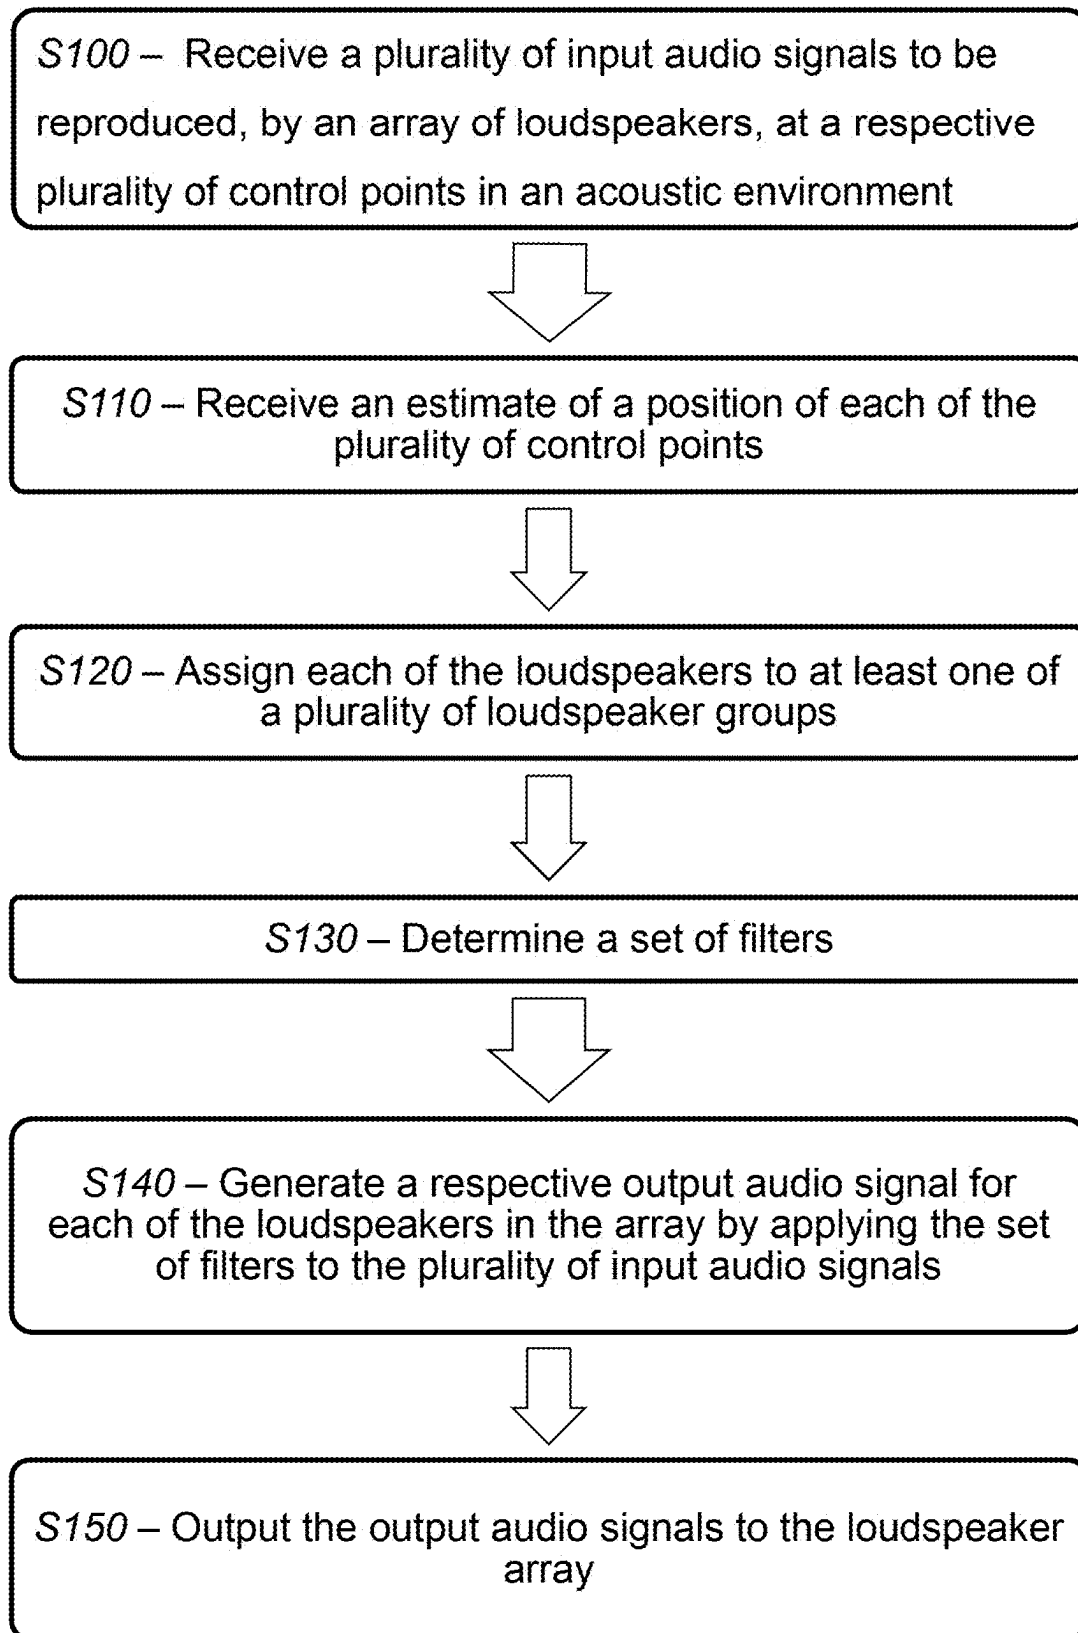 S100 – Receive a plurality of input audio signals to be
reproduced, by an array of loudspeakers, at a respective
plurality of control points in an acoustic environment
S110 – Receive an estimate of a position of each of the
plurality of control points
S120 – Assign each of the loudspeakers to at least one of
a plurality of loudspeaker groups
S130 – Determine a set of filters
S140 – Generate a respective output audio signal for
each of the loudspeakers in the array by applying the set
of filters to the plurality of input audio signals
S150 – Output the output audio signals to the loudspeaker
array